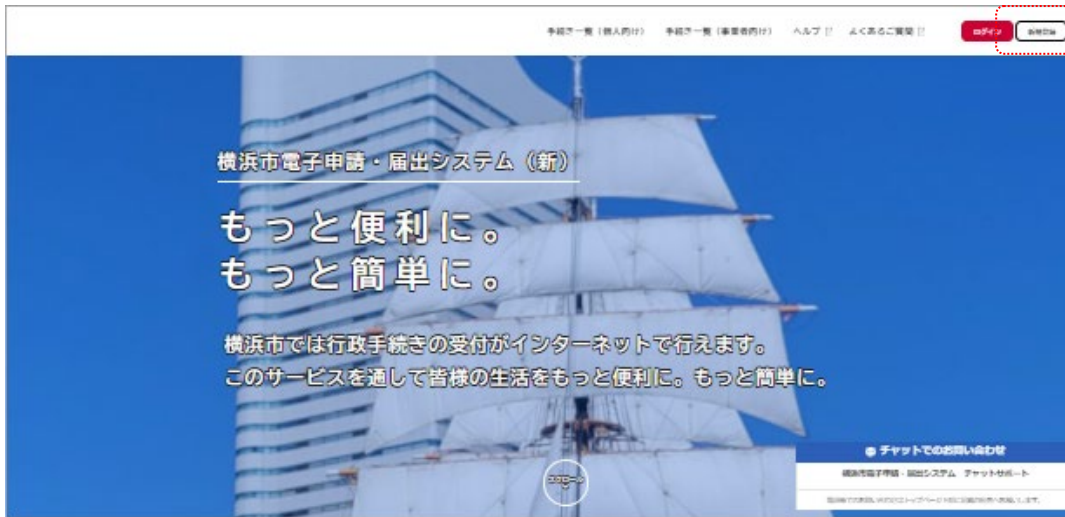 手続き一覧（個人向け） 手続き一覧（事業者向け） ヘルプ よくあるご質問 ログイン 新規登録
横浜市電子申請・届出システム（新）
もっと便利に。
もっと簡単に。
横浜市では行政手続きの受付がインターネットで行えます。
このサービスを通して皆様の生活をもっと便利に。もっと簡単に。
スクロール
チャットでのお問い合わせ
横浜市電子申請・届出システム チャットサポート